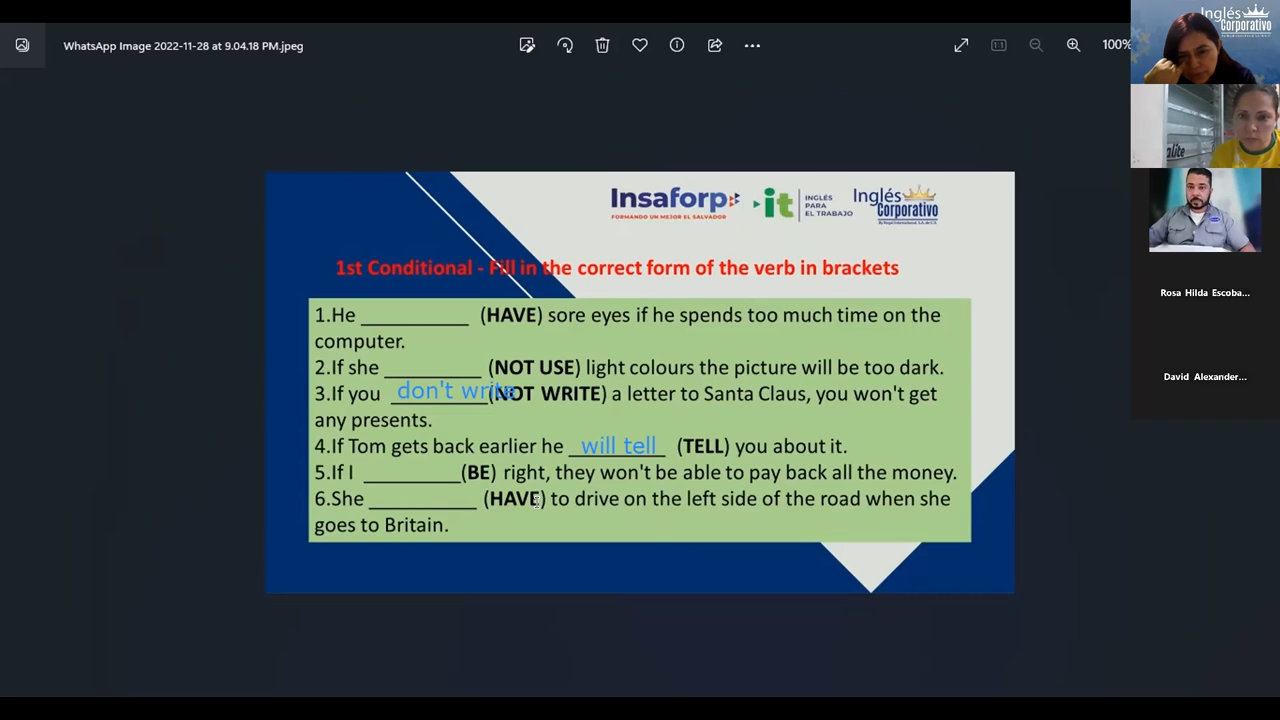 WhatsApp Image 2022-11-28 at 9.04.18 PM.jpeg
100%
Inglés
Corporativo
alite
Rosa Hilda Escoba...
David Alexander...
Insaforp
FORMANDO UN MEJOR EL SALVADOR
it
INGLÉS
PARA
EL TRABAJO
Inglés
Corporativo
1st Conditional - Fill in the correct form of the verb in brackets
1.He __________ (HAVE) sore eyes if he spends too much time on the
computer.
2.If she _________ (NOT USE) light colours the picture will be too dark.
3.If you don't write (NOT WRITE) a letter to Santa Claus, you won't get
any presents.
4.If Tom gets back earlier he will tell (TELL) you about it.
5.If I _________(BE) right, they won't be able to pay back all the money.
6.She __________ (HAVE) to drive on the left side of the road when she
goes to Britain.